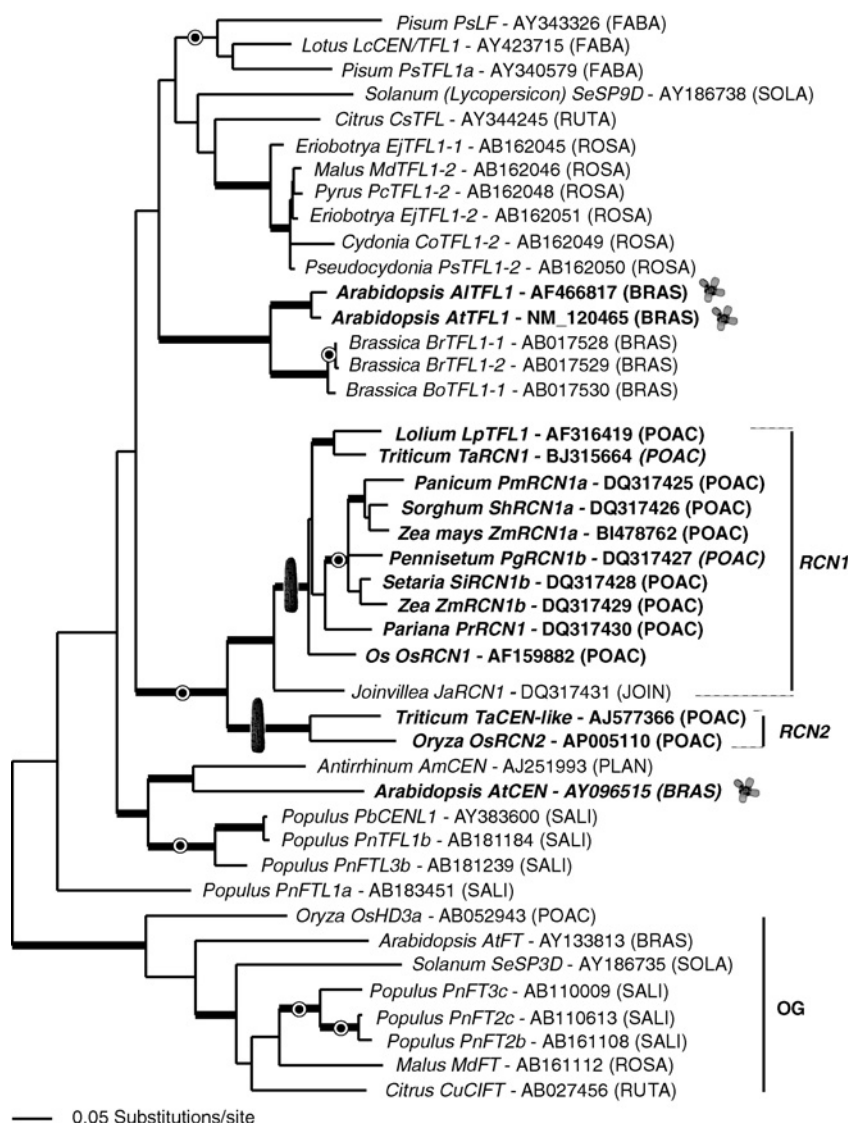 Pisum PsLF - AY343326 (FABA)
Lotus LcCEN/TFL1 - AY423715 (FABA)
Pisum PsTFL1a - AY340579 (FABA)
Solanum (Lycopersicon) SeSP9D - AY186738 (SOLA)
Citrus CsTFL - AY344245 (RUTA)
Eriobotrya EjTFL1-1 - AB162045 (ROSA)
Malus MdTFL1-2 - AB162046 (ROSA)
Pyrus PcTFL1-2 - AB162048 (ROSA)
Eriobotrya EjTFL1-2 - AB162051 (ROSA)
Cydonia CoTFL1-2 - AB162049 (ROSA)
Pseudocydonia PsTFL1-2 - AB162050 (ROSA)
Arabidopsis AlTFL1 - AF466817 (BRAS)
Arabidopsis AtTFL1 - NM_120465 (BRAS)
Brassica BrTFL1-1 - AB017528 (BRAS)
Brassica BrTFL1-2 - AB017529 (BRAS)
Brassica BoTFL1-1 - AB017530 (BRAS)
Lolium LpTFL1 - AF316419 (POAC)
Triticum TaRCN1 - BJ315664 (POAC)
Panicum PmRCN1a - DQ317425 (POAC)
Sorghum ShRCN1a - DQ317426 (POAC)
Zea mays ZmRCN1a - BI478762 (POAC)
Pennisetum PgRCN1b - DQ317427 (POAC)
RCN1
Setaria SiRCN1b - DQ317428 (POAC)
Zea ZmRCN1b - DQ317429 (POAC)
Pariana PrRCN1 - DQ317430 (POAC)
Os OsRCN1 - AF159882 (POAC)
Joinvillea JaRCN1 - DQ317431 (JOIN)
Triticum TaCEN-like - AJ577366 (POAC)
RCN2
Oryza OsRCN2 - AP005110 (POAC)
Antirrhinum AmCEN - AJ251993 (PLAN)
Arabidopsis AtCEN - AY096515 (BRAS)
Populus PbCENL1 - AY383600 (SALI)
Populus PnTFL1b - AB181184 (SALI)
Populus PnFTL3b - AB181239 (SALI)
Populus PnFTL1a - AB183451 (SALI)
Oryza OsHD3a - AB052943 (POAC)
Arabidopsis AtFT - AY133813 (BRAS)
Solanum SeSP3D - AY186735 (SOLA)
Populus PnFT3c - AB110009 (SALI)
OG
Populus PnFT2c - AB110613 (SALI)
Populus PnFT2b - AB161108 (SALI)
Malus MdFT - AB161112 (ROSA)
Citrus CuCIFT - AB027456 (RUTA)
0.05 Substitutions/site